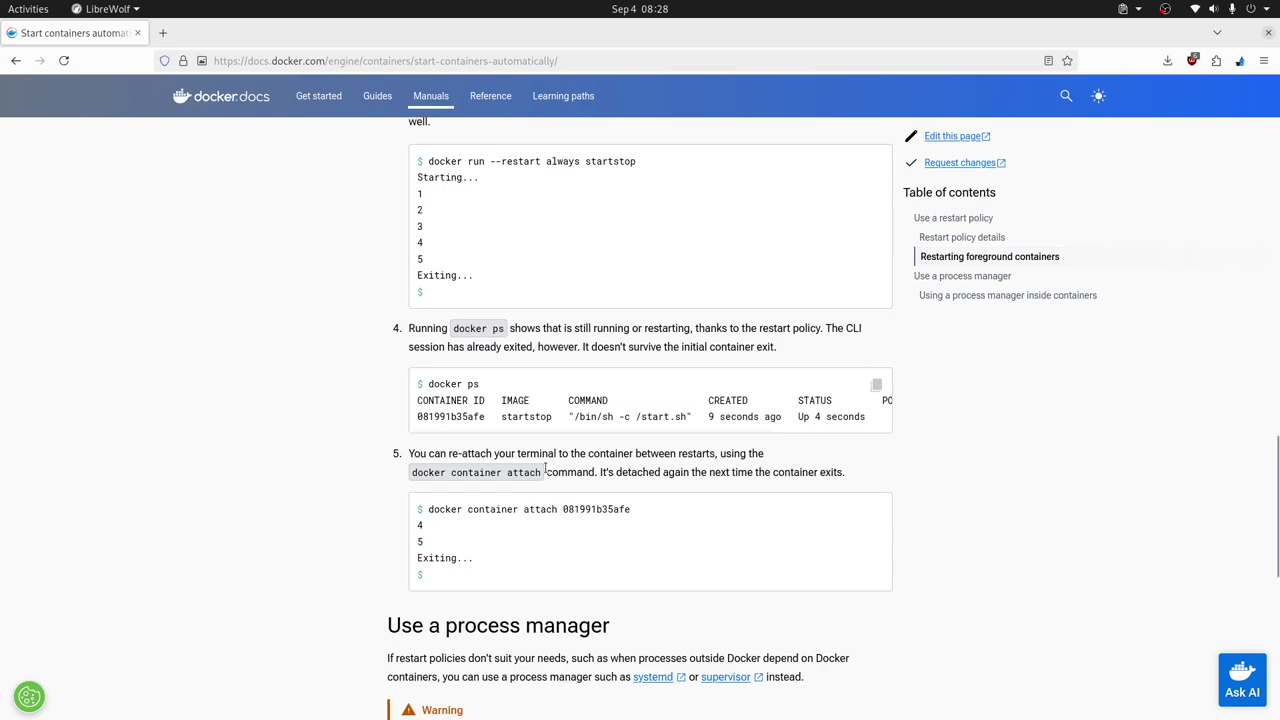 Activities
LibreWolf
Sep 4 08:28
Start containers automati
https://docs.docker.com/engine/containers/start-containers-automatically/
6
docker.docs
Get started
Guides
Manuals
Reference
Learning paths
well.
$ docker run --restart always startstop
Starting...
1
2
3
4
5
Exiting...
$
4. Running docker ps shows that is still running or restarting, thanks to the restart policy. The CLI
session has already exited, however. It doesn't survive the initial container exit.
$ docker ps
CONTAINER ID IMAGE COMMAND CREATED STATUS PO
081991b35afe startstop "/bin/sh -c /start.sh" 9 seconds ago Up 4 seconds
5. You can re-attach your terminal to the container between restarts, using the
docker container attach command. It's detached again the next time the container exits.
$ docker container attach 081991b35afe
4
5
Exiting...
$
Use a process manager
If restart policies don't suit your needs, such as when processes outside Docker depend on Docker
containers, you can use a process manager such as systemd or supervisor instead.
Warning
Edit this page
Request changes
Table of contents
Use a restart policy
Restart policy details
Restarting foreground containers
Use a process manager
Using a process manager inside containers
Ask AI